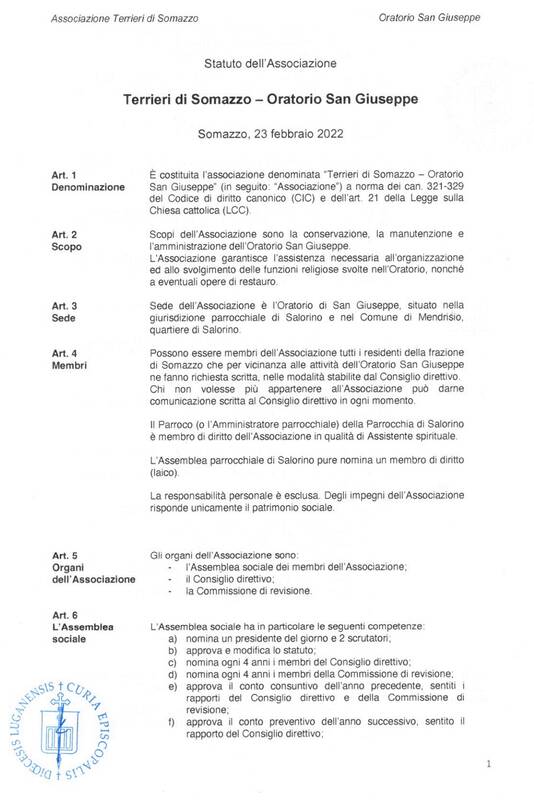 Associazione Terrieri di Somazzo Oratorio San Giuseppe
Statuto dell'Associazione
Terrieri di Somazzo – Oratorio San Giuseppe
Somazzo, 23 febbraio 2022
Art. 1
Denominazione
È costituita l'associazione denominata "Terrieri di Somazzo – Oratorio
San Giuseppe" (in seguito: "Associazione") a norma dei can. 321-329
del Codice di diritto canonico (CIC) e dell'art. 21 della Legge sulla
Chiesa cattolica (LCC).
Art. 2
Scopo
Scopi dell'Associazione sono la conservazione, la manutenzione e
l'amministrazione dell'Oratorio San Giuseppe.
L'Associazione garantisce l'assistenza necessaria all'organizzazione
ed allo svolgimento delle funzioni religiose svolte nell'Oratorio, nonché
a eventuali opere di restauro.
Art. 3
Sede
Sede dell'Associazione è l'Oratorio di San Giuseppe, situato nella
giurisdizione parrocchiale di Salorino e nel Comune di Mendrisio,
quartiere di Salorino.
Art. 4
Membri
Possono essere membri dell'Associazione tutti i residenti della frazione
di Somazzo che per vicinanza alle attività dell'Oratorio San Giuseppe
ne fanno richiesta scritta, nelle modalità stabilite dal Consiglio direttivo.
Chi non volesse più appartenere all'Associazione può darne
comunicazione scritta al Consiglio direttivo in ogni momento.
Il Parroco (o l'Amministratore parrocchiale) della Parrocchia di Salorino
è membro di diritto dell'Associazione in qualità di Assistente spirituale.
L'Assemblea parrocchiale di Salorino pure nomina un membro di diritto
(laico).
La responsabilità personale è esclusa. Degli impegni dell'Associazione
risponde unicamente il patrimonio sociale.
Art. 5
Organi
dell'Associazione
Gli organi dell'Associazione sono:
- l'Assemblea sociale dei membri dell'Associazione;
- il Consiglio direttivo;
- la Commissione di revisione.
Art. 6
L'Assemblea
sociale
L'Assemblea sociale ha in particolare le seguenti competenze:
a) nomina un presidente del giorno e 2 scrutatori;
b) approva e modifica lo statuto;
c) nomina ogni 4 anni i membri del Consiglio direttivo;
d) nomina ogni 4 anni i membri della Commissione di revisione;
e) approva il conto consuntivo dell'anno precedente, sentiti i
rapporti del Consiglio direttivo e della Commissione di
revisione;
f) approva il conto preventivo dell'anno successivo, sentito il
rapporto del Consiglio direttivo;
DIŒCESIS LUGANENSIS † CURIA EPISCOPALIS
1